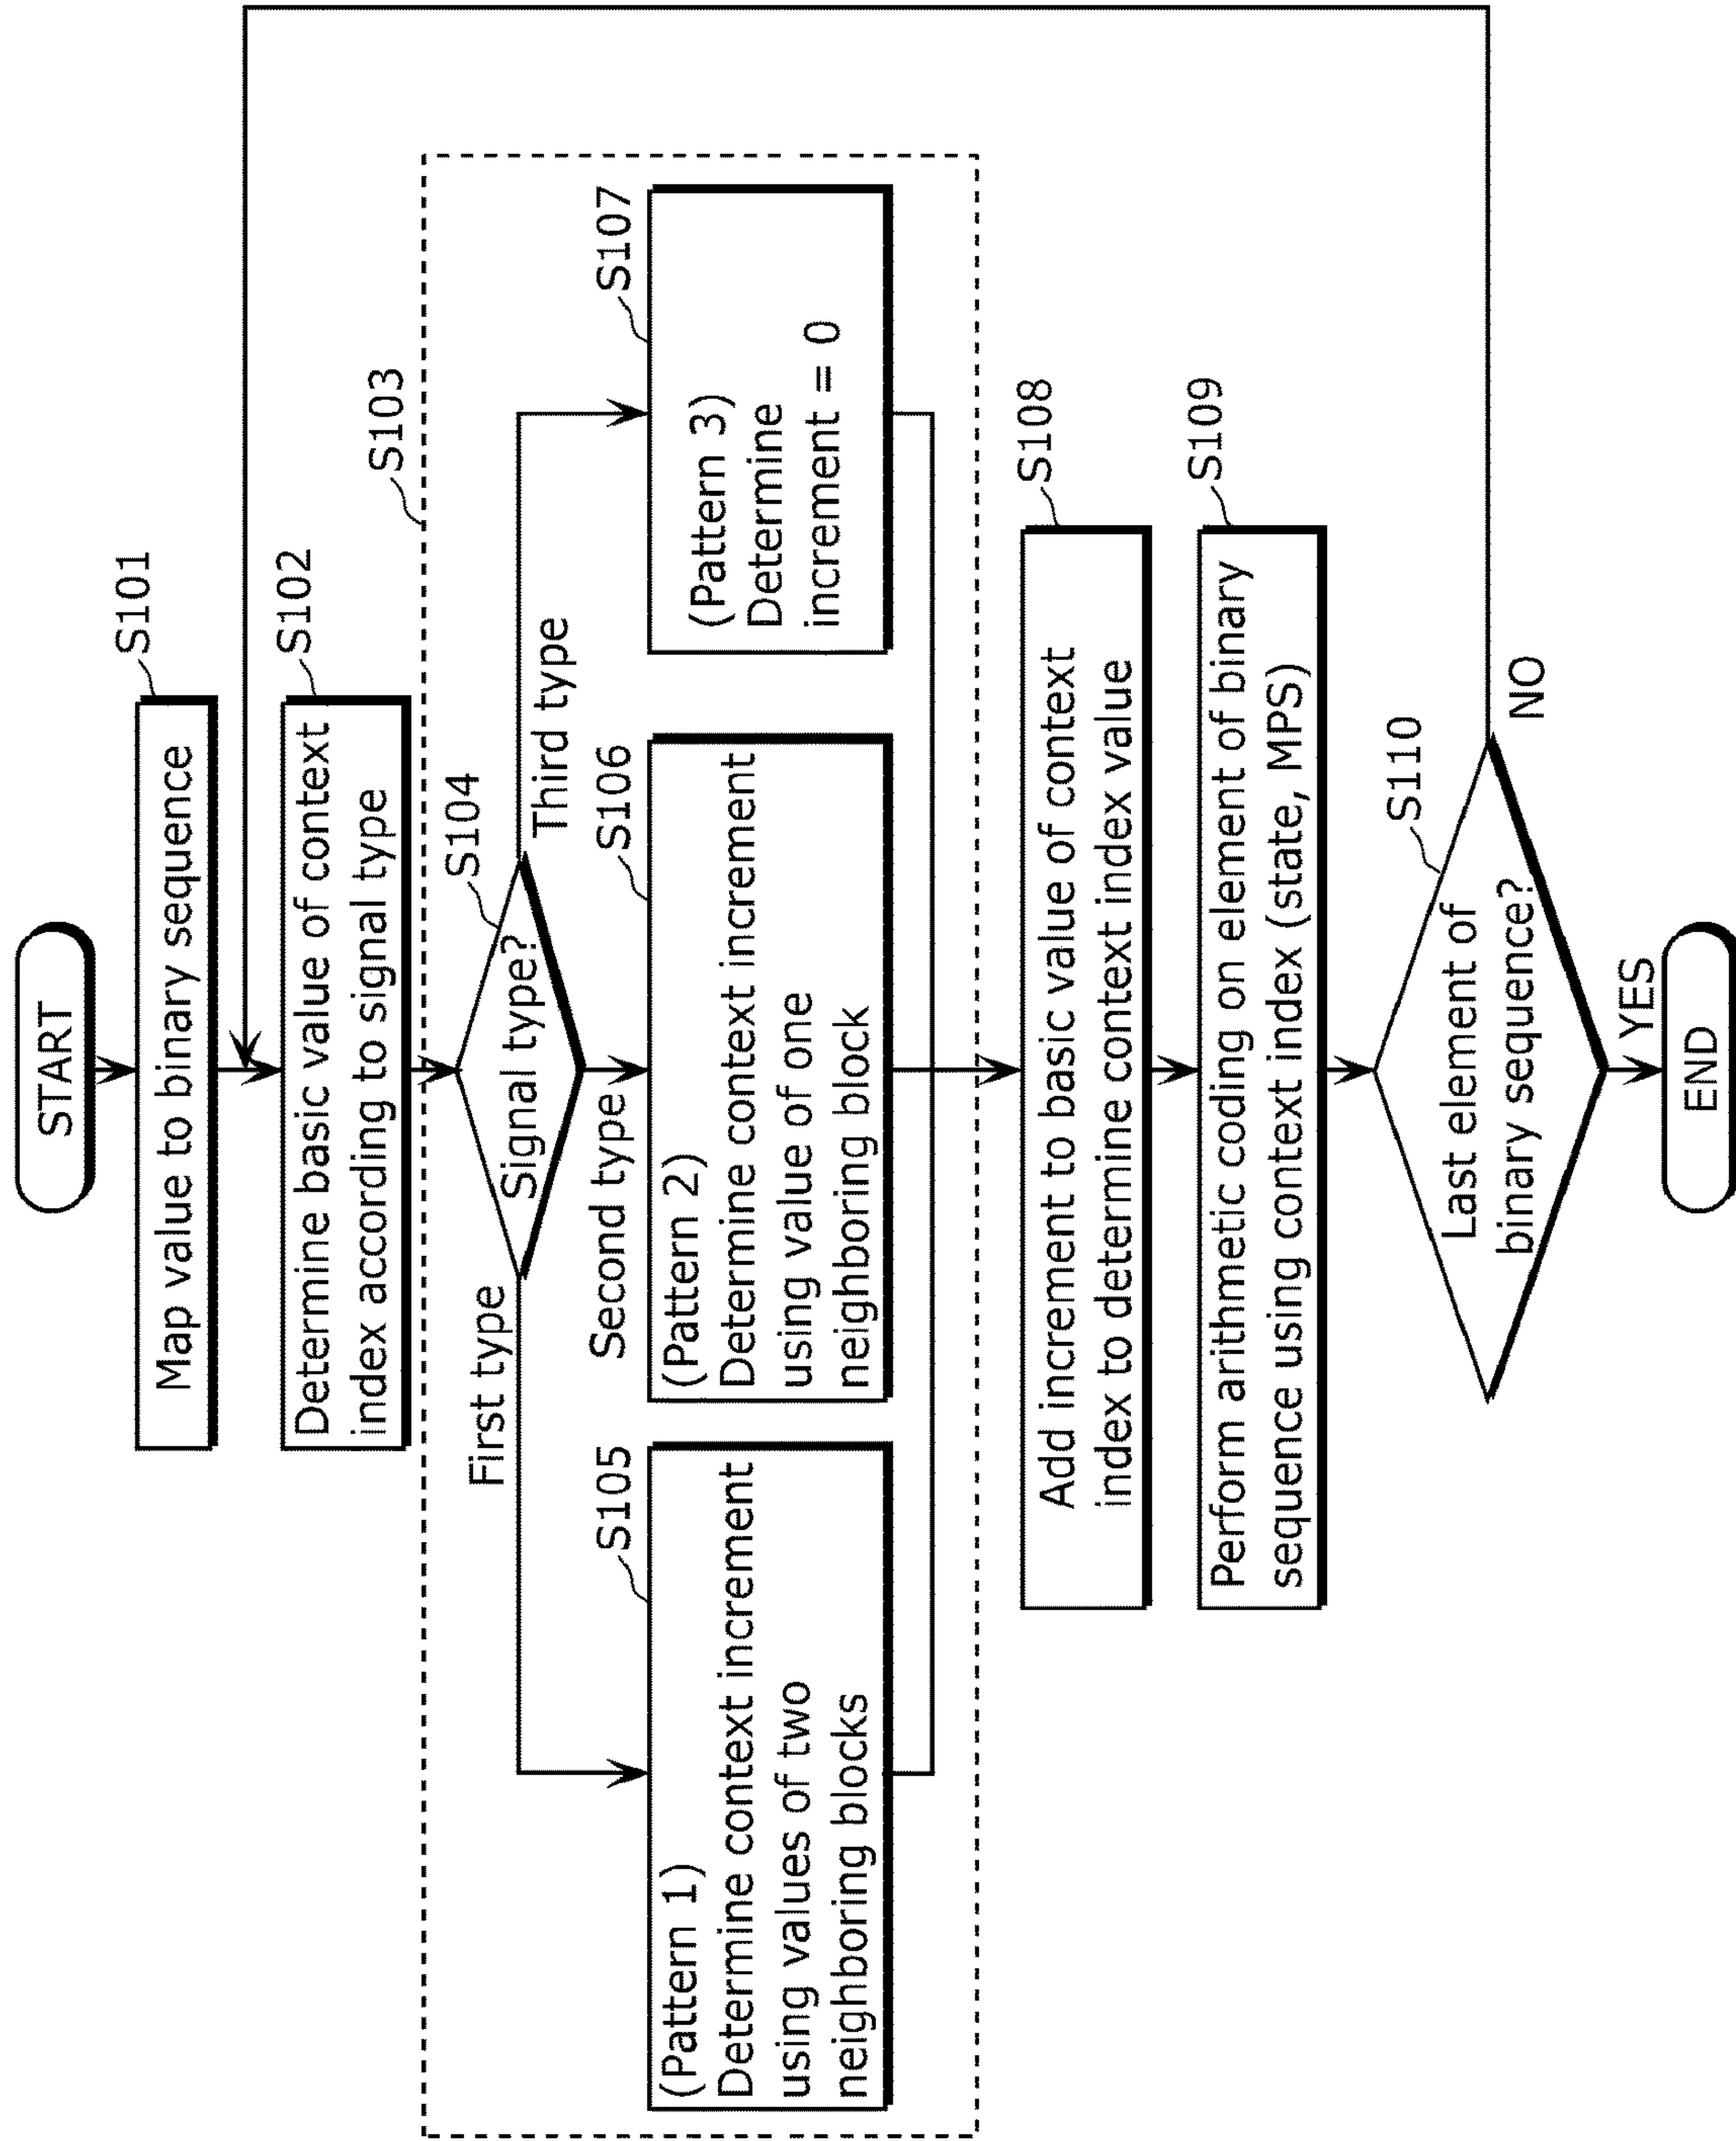 START
S101
Map value to binary sequence
S102
Determine basic value of context
index according to signal type
S103
S104
Signal type?
First type
Second type
Third type
S105
(Pattern 1)
Determine context increment
using values of two
neighboring blocks
S106
(Pattern 2)
Determine context increment
using value of one
neighboring block
S107
(Pattern 3)
Determine
increment = 0
S108
Add increment to basic value of context
index to determine context index value
S109
Perform arithmetic coding on element of binary
sequence using context index (state, MPS)
S110
Last element of
binary sequence?
NO
YES
END